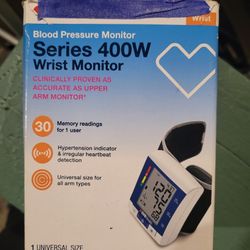 Wrist
Blood Pressure Monitor
Series 400W
Wrist Monitor
CLINICALLY PROVEN AS
ACCURATE AS UPPER
ARM MONITOR*
30
Memory readings
for 1 user
Hypertension indicator
& irregular heartbeat
detection
Universal size for
all arm types
1 UNIVERSAL SIZE